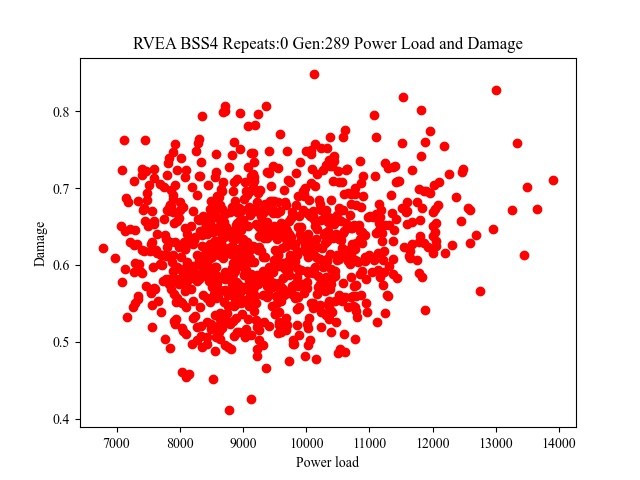 RVEA BSS4 Repeats:0 Gen:289 Power Load and Damage
0.8
0.7
0.6
0.5
0.4
Damage
7000 8000 9000 10000 11000 12000 13000 14000
Power load